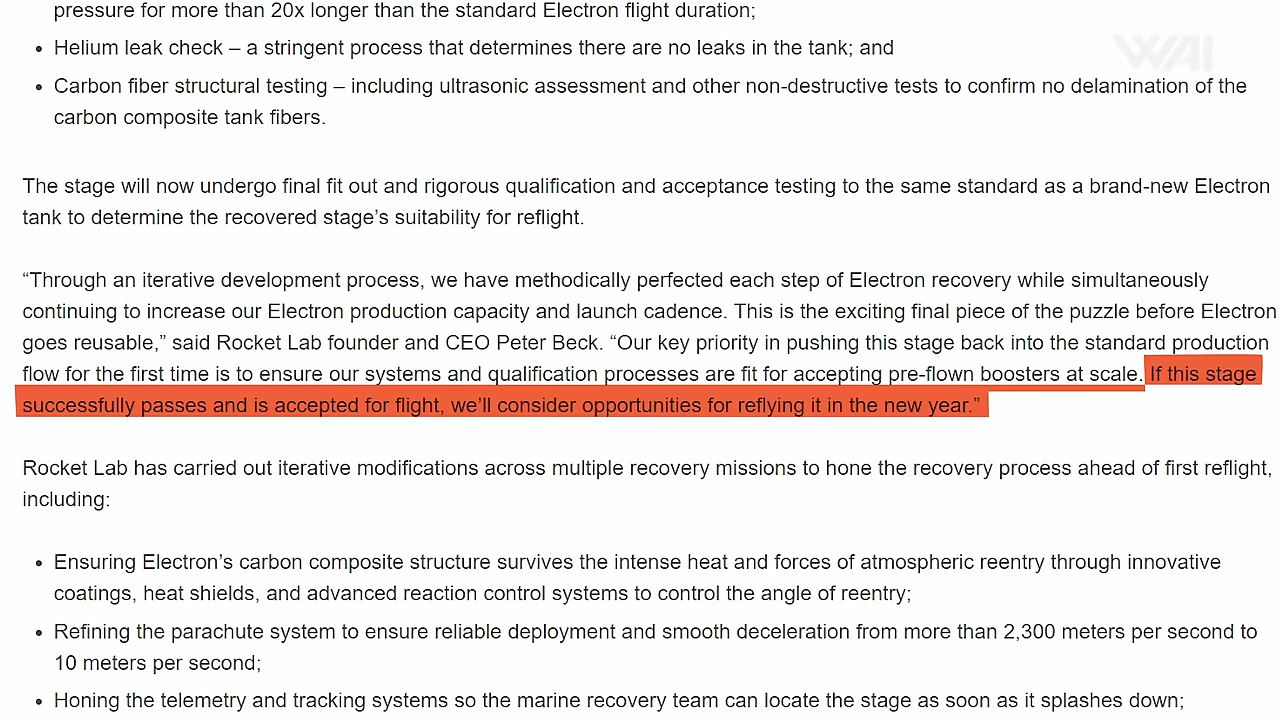 pressure for more than 20x longer than the standard Electron flight duration;
WAI
• Helium leak check – a stringent process that determines there are no leaks in the tank; and
• Carbon fiber structural testing – including ultrasonic assessment and other non-destructive tests to confirm no delamination of the
carbon composite tank fibers.
The stage will now undergo final fit out and rigorous qualification and acceptance testing to the same standard as a brand-new Electron
tank to determine the recovered stage’s suitability for reflight.
“Through an iterative development process, we have methodically perfected each step of Electron recovery while simultaneously
continuing to increase our Electron production capacity and launch cadence. This is the exciting final piece of the puzzle before Electron
goes reusable,” said Rocket Lab founder and CEO Peter Beck. “Our key priority in pushing this stage back into the standard production
flow for the first time is to ensure our systems and qualification processes are fit for accepting pre-flown boosters at scale. If this stage
successfully passes and is accepted for flight, we’ll consider opportunities for reflying it in the new year.”
Rocket Lab has carried out iterative modifications across multiple recovery missions to hone the recovery process ahead of first reflight,
including:
• Ensuring Electron’s carbon composite structure survives the intense heat and forces of atmospheric reentry through innovative
coatings, heat shields, and advanced reaction control systems to control the angle of reentry;
• Refining the parachute system to ensure reliable deployment and smooth deceleration from more than 2,300 meters per second to
10 meters per second;
• Honing the telemetry and tracking systems so the marine recovery team can locate the stage as soon as it splashes down;